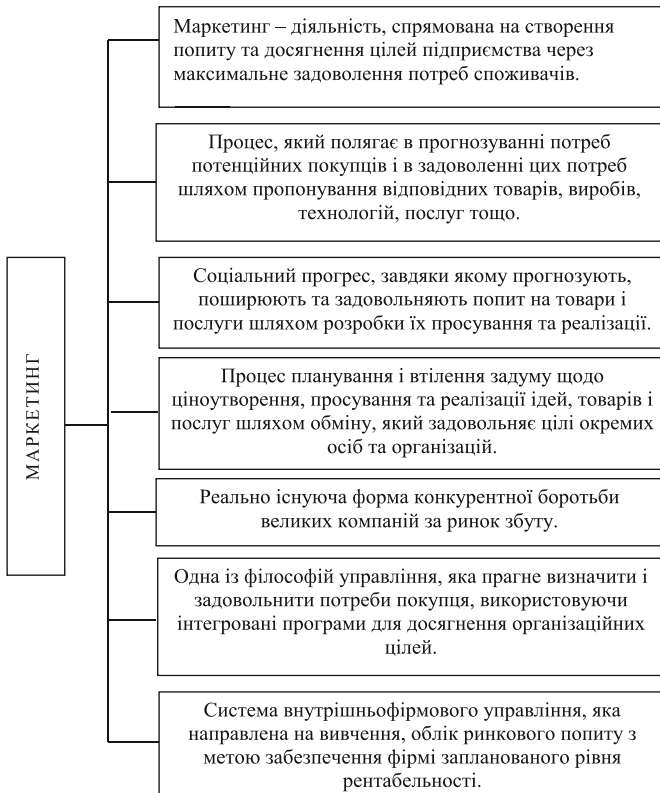 МАРКЕТИНГ
Маркетинг – діяльність, спрямована на створення
попиту та досягнення цілей підприємства через
максимальне задоволення потреб споживачів.
Процес, який полягає в прогнозуванні потреб
потенційних покупців і в задоволенні цих потреб
шляхом пропонування відповідних товарів, виробів,
технологій, послуг тощо.
Соціальний прогрес, завдяки якому прогнозують,
поширюють та задовольняють попит на товари і
послуги шляхом розробки їх просування та реалізації.
Процес планування і втілення задуму щодо
ціноутворення, просування та реалізації ідей, товарів і
послуг шляхом обміну, який задовольняє цілі окремих
осіб та організацій.
Реально існуюча форма конкурентної боротьби
великих компаній за ринок збуту.
Одна із філософій управління, яка прагне визначити і
задовольнити потреби покупця, використовуючи
інтегровані програми для досягнення організаційних
цілей.
Система внутрішньофірмового управління, яка
направлена на вивчення, облік ринкового попиту з
метою забезпечення фірмі запланованого рівня
рентабельності.